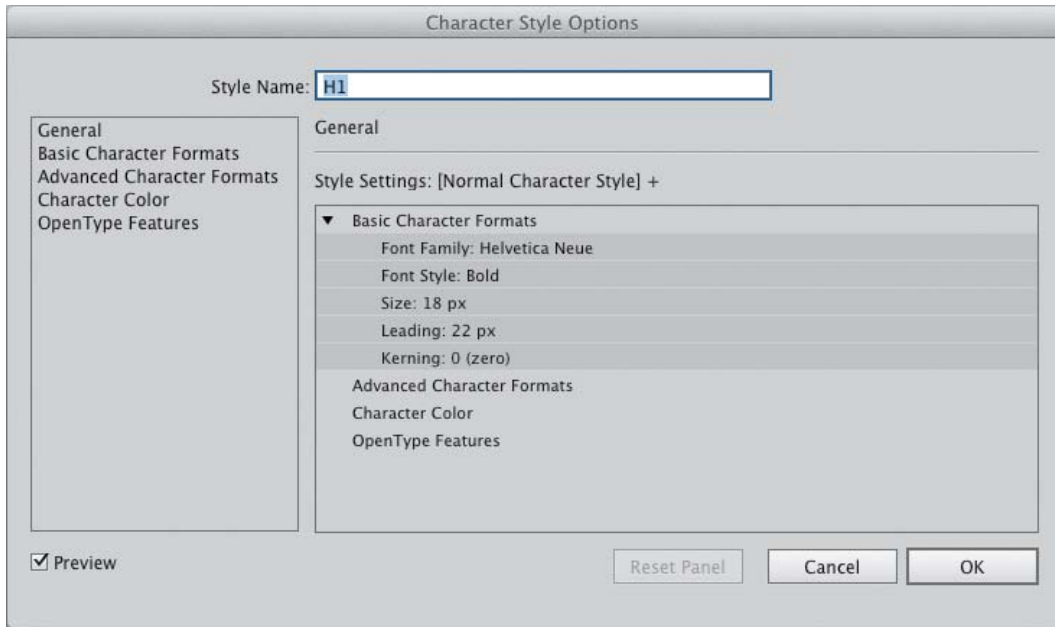 Character Style Options
Style Name: H1
General
Basic Character Formats
Advanced Character Formats
Character Color
OpenType Features
General
Style Settings: [Normal Character Style] +
Basic Character Formats
Font Family: Helvetica Neue
Font Style: Bold
Size: 18 px
Leading: 22 px
Kerning: 0 (zero)
Advanced Character Formats
Character Color
OpenType Features
Preview
Reset Panel
Cancel
OK